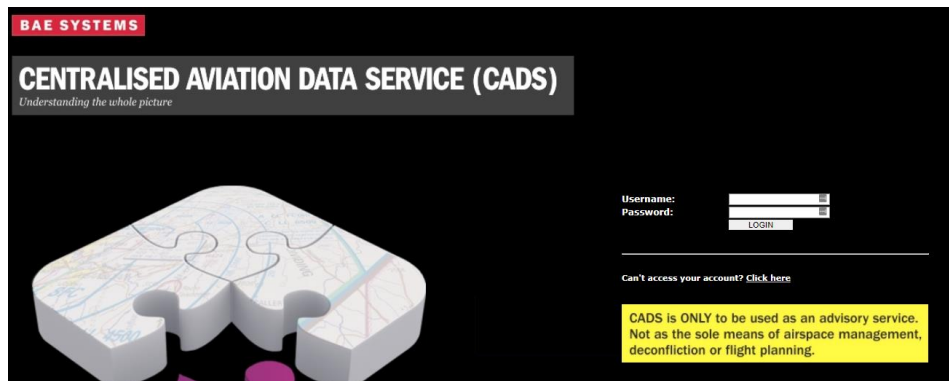 BAE SYSTEMS
CENTRALISED AVIATION DATA SERVICE (CADS)
Understanding the whole picture
Username:
Password:
LOGIN
Can't access your account? Click here
CADS is ONLY to be used as an advisory service.
Not as the sole means of airspace management,
deconfliction or flight planning.